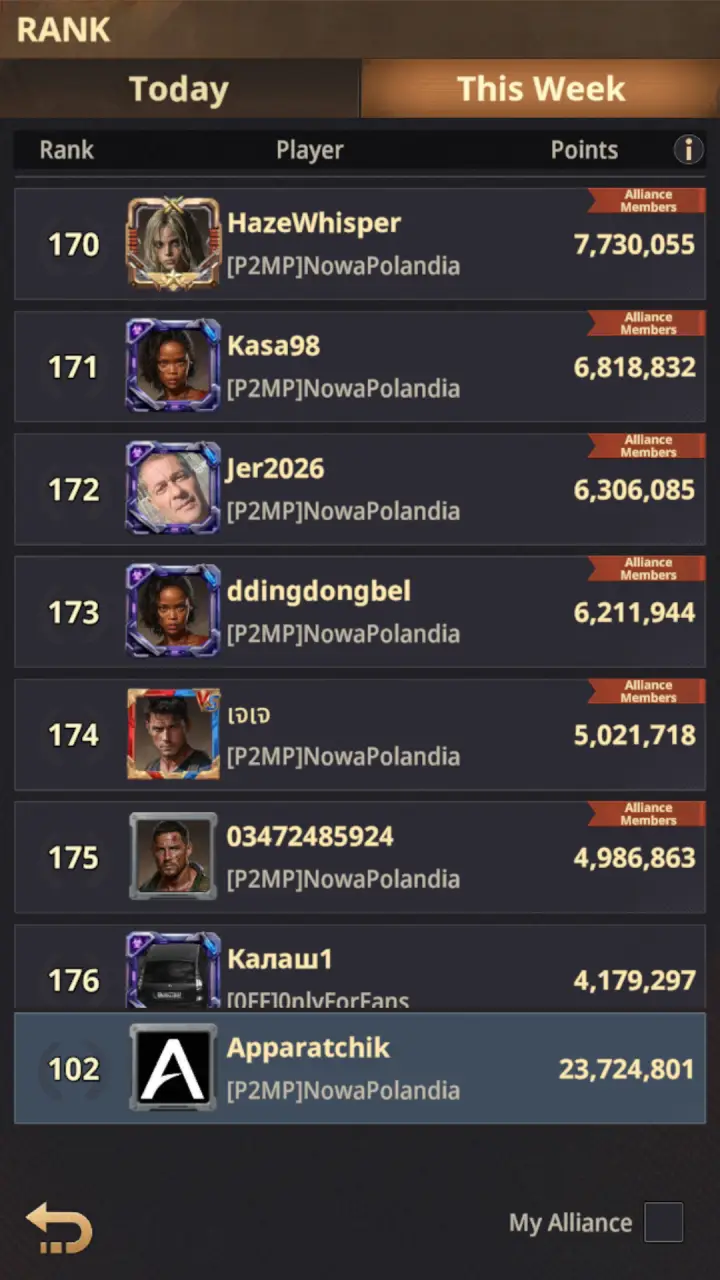 RANK
Today
This Week
Rank
Player
Points
Alliance
Members
170
HazeWhisper
7,730,055
[P2MP]NowaPolandia
Alliance
Members
171
Kasa98
6,818,832
[P2MP]NowaPolandia
Alliance
Members
172
Jer2026
6,306,085
[P2MP]NowaPolandia
Alliance
Members
173
ddingdongbel
6,211,944
[P2MP]NowaPolandia
Alliance
Members
174
เจเจ
5,021,718
[P2MP]NowaPolandia
Alliance
Members
175
03472485924
4,986,863
[P2MP]NowaPolandia
176
Калаш1
4,179,297
[0FF]0nlyForFans
102
Apparatchik
23,724,801
[P2MP]NowaPolandia
My Alliance